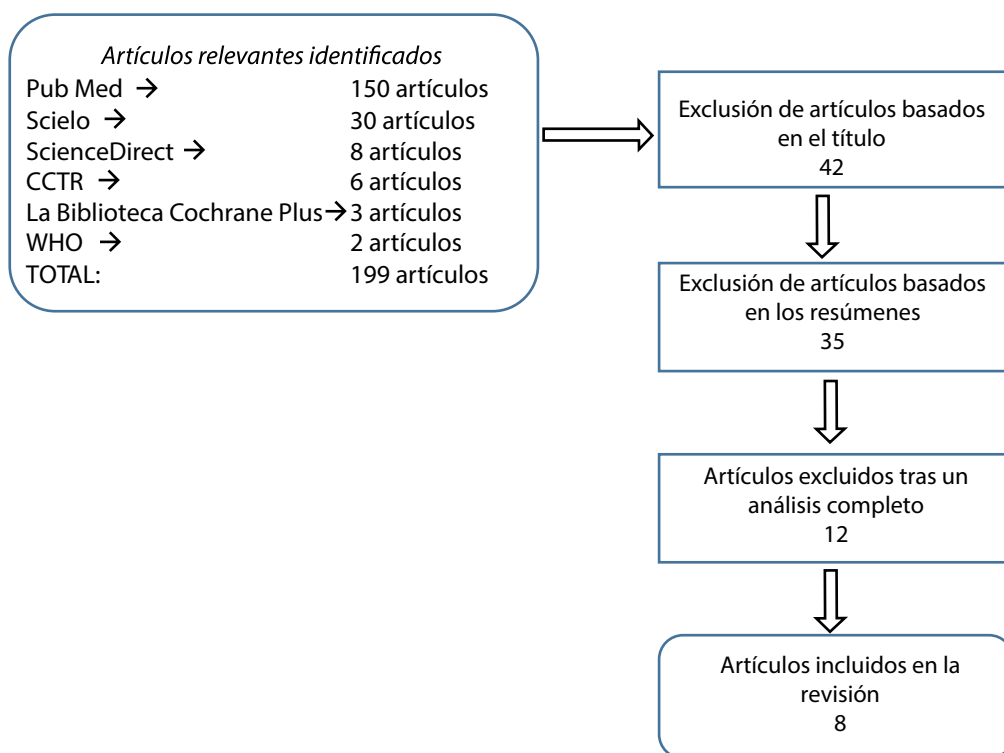 Artículos relevantes identificados
Pub Med → 150 artículos
Scielo → 30 artículos
ScienceDirect → 8 artículos
CCTR → 6 artículos
La Biblioteca Cochrane Plus → 3 artículos
WHO → 2 artículos
TOTAL: 199 artículos
Exclusión de artículos basados
en el título
42
Exclusión de artículos basados
en los resúmenes
35
Artículos excluidos tras un
análisis completo
12
Artículos incluidos en la
revisión
8